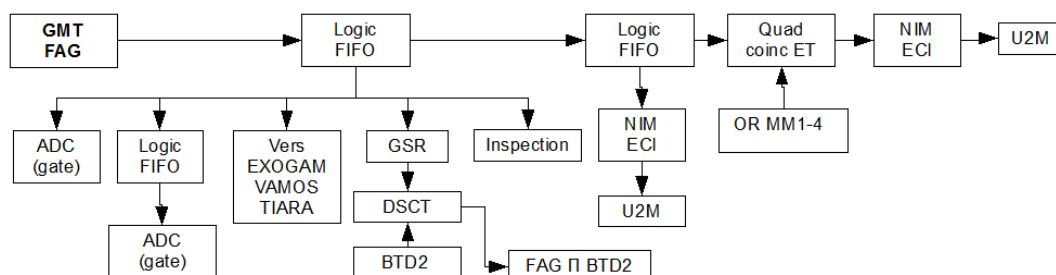 GMT
FAG
Logic
FIFO
Logic
FIFO
Quad
coinc ET
NIM
ECI
U2M
ADC
(gate)
Logic
FIFO
Vers
EXOGAM
VAMOS
TIARA
GSR
Inspection
NIM
ECI
OR MM1-4
ADC
(gate)
DSCT
U2M
BTD2
FAG Π BTD2